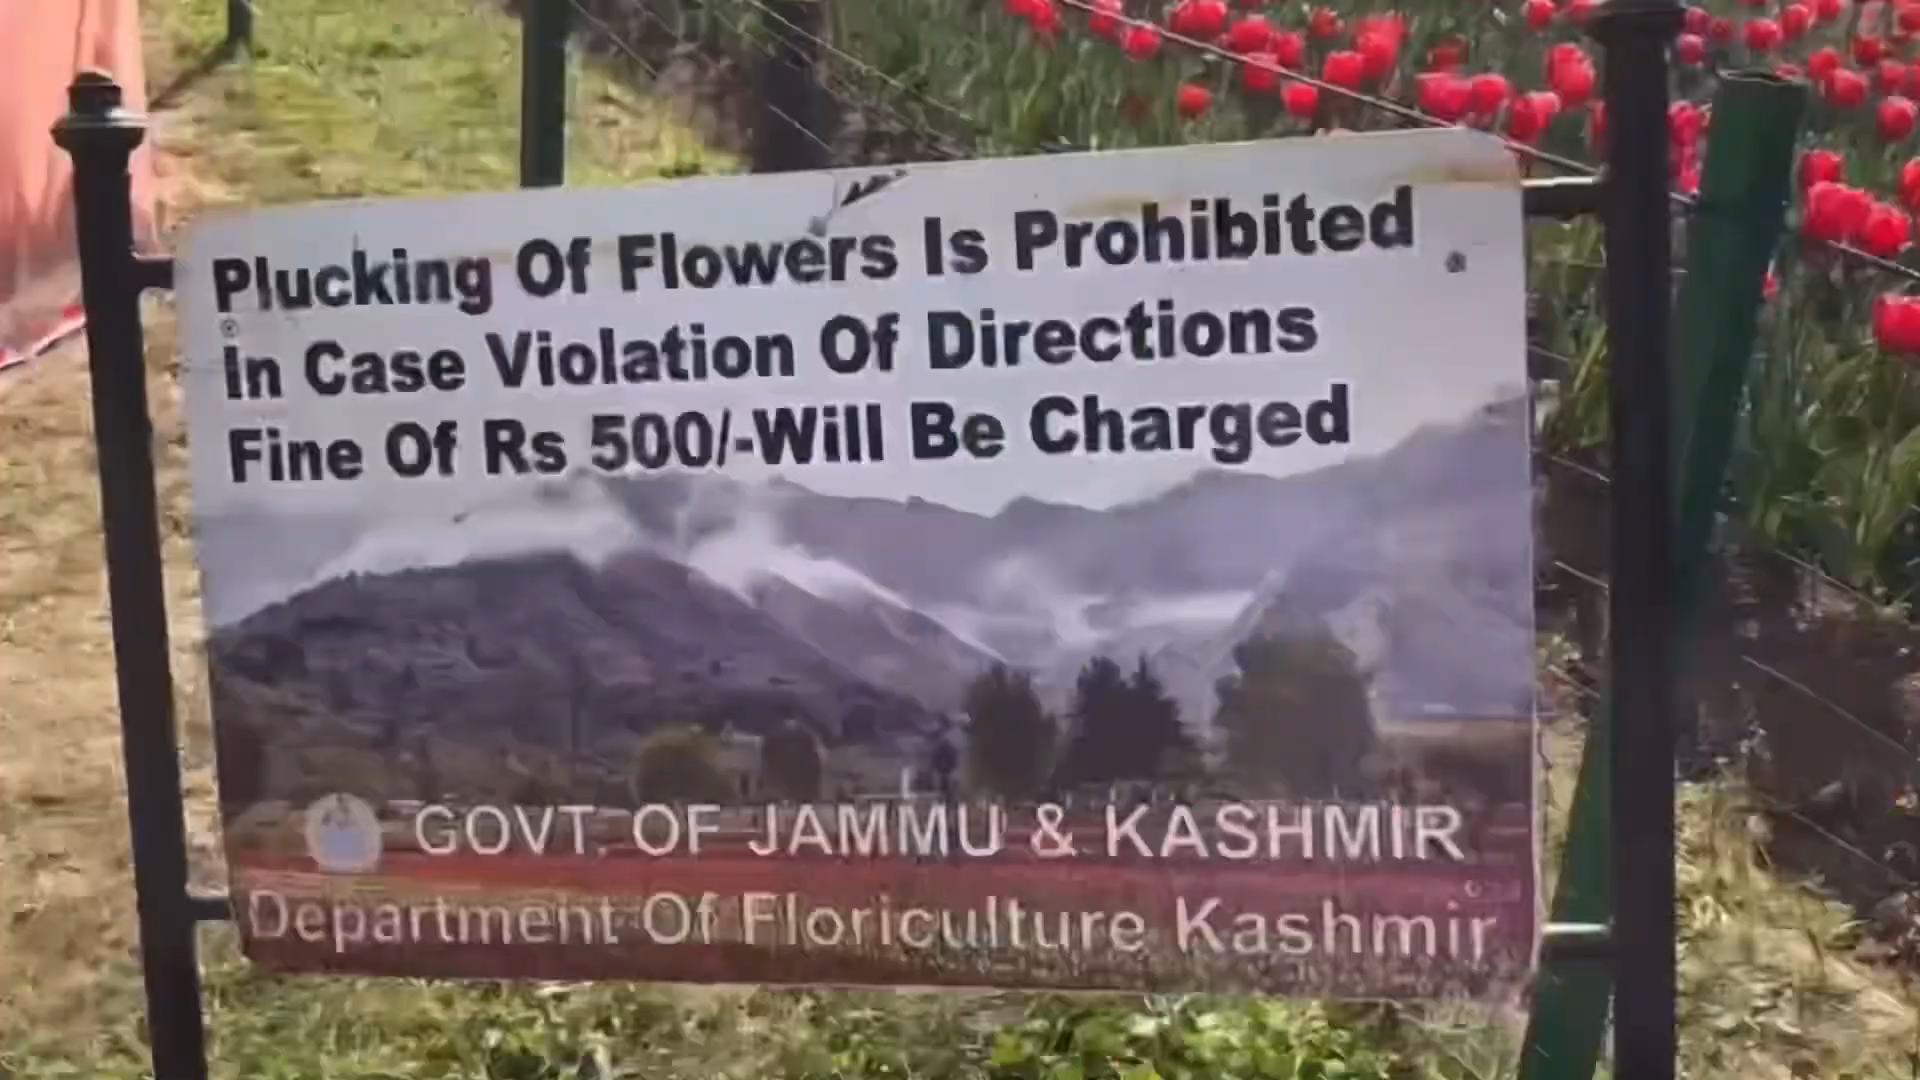 Plucking Of Flowers Is Prohibited
In Case Violation Of Directions
Fine Of Rs 500/-Will Be Charged
GOVT. OF JAMMU & KASHMIR
Department Of Floriculture Kashmir